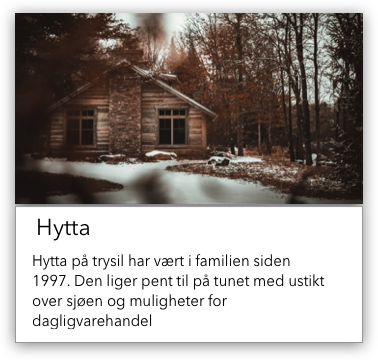 Hytta
Hytta på trysil har vært i familien siden
1997. Den liger pent til på tunet med ustikt
over sjøen og muligheter for
dagligvarehandel